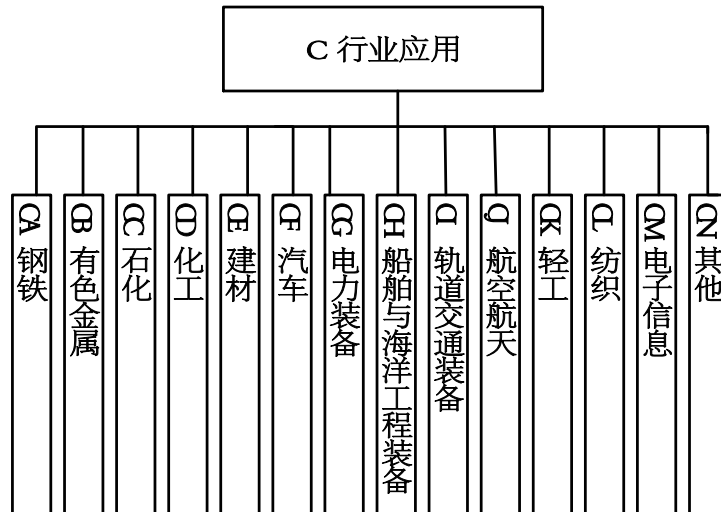 C 行业应用
CA 钢铁
CB 有色金属
CC 石化
CD 化工
CE 建材
CF 汽车
CG 电力装备
CH 船舶与海洋工程装备
CI 轨道交通装备
CJ 航空航天
CK 轻工
CL 纺织
CM 电子信息
CN 其他